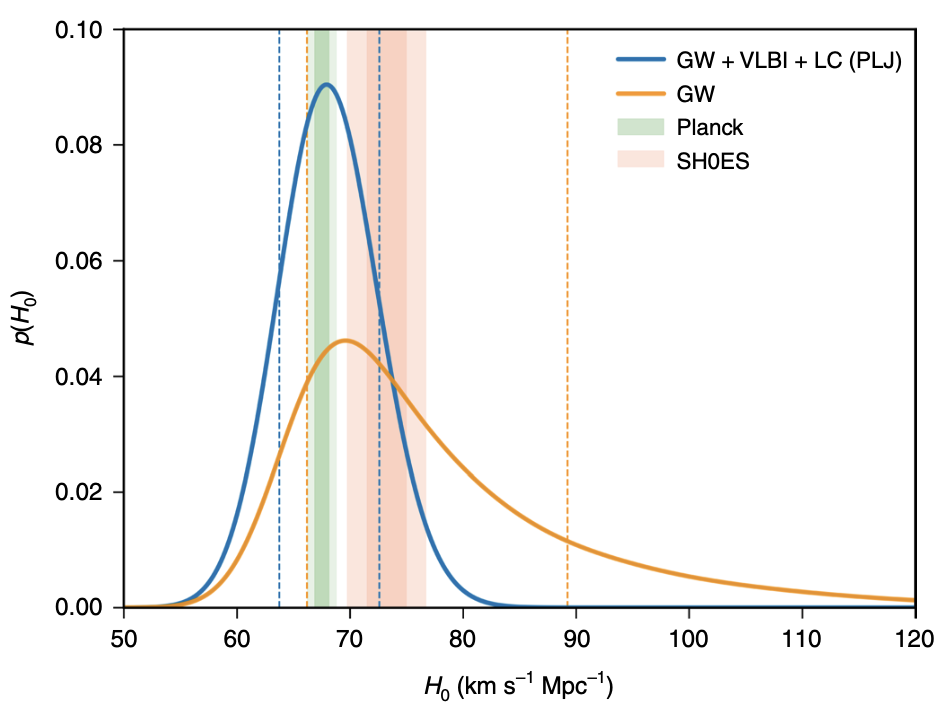 0.10
0.08
0.06
0.04
0.02
0.00
p(H₀)
GW + VLBI + LC (PLJ)
GW
Planck
SH0ES
50 60 70 80 90 100 110 120
H₀ (km s⁻¹ Mpc⁻¹)